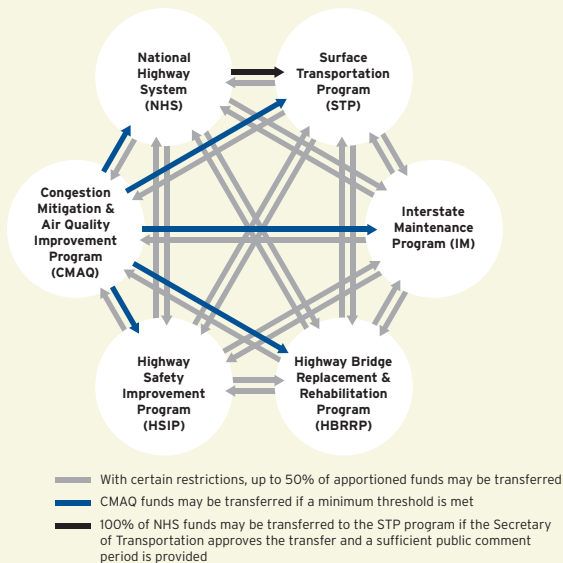 National
Highway
System
(NHS)
Surface
Transportation
Program
(STP)
Congestion
Mitigation &
Air Quality
Improvement
Program
(CMAQ)
Interstate
Maintenance
Program (IM)
Highway
Safety
Improvement
Program
(HSIP)
Highway Bridge
Replacement &
Rehabilitation
Program
(HBRRP)
With certain restrictions, up to 50% of apportioned funds may be transferred
CMAQ funds may be transferred if a minimum threshold is met
100% of NHS funds may be transferred to the STP program if the Secretary
of Transportation approves the transfer and a sufficient public comment
period is provided